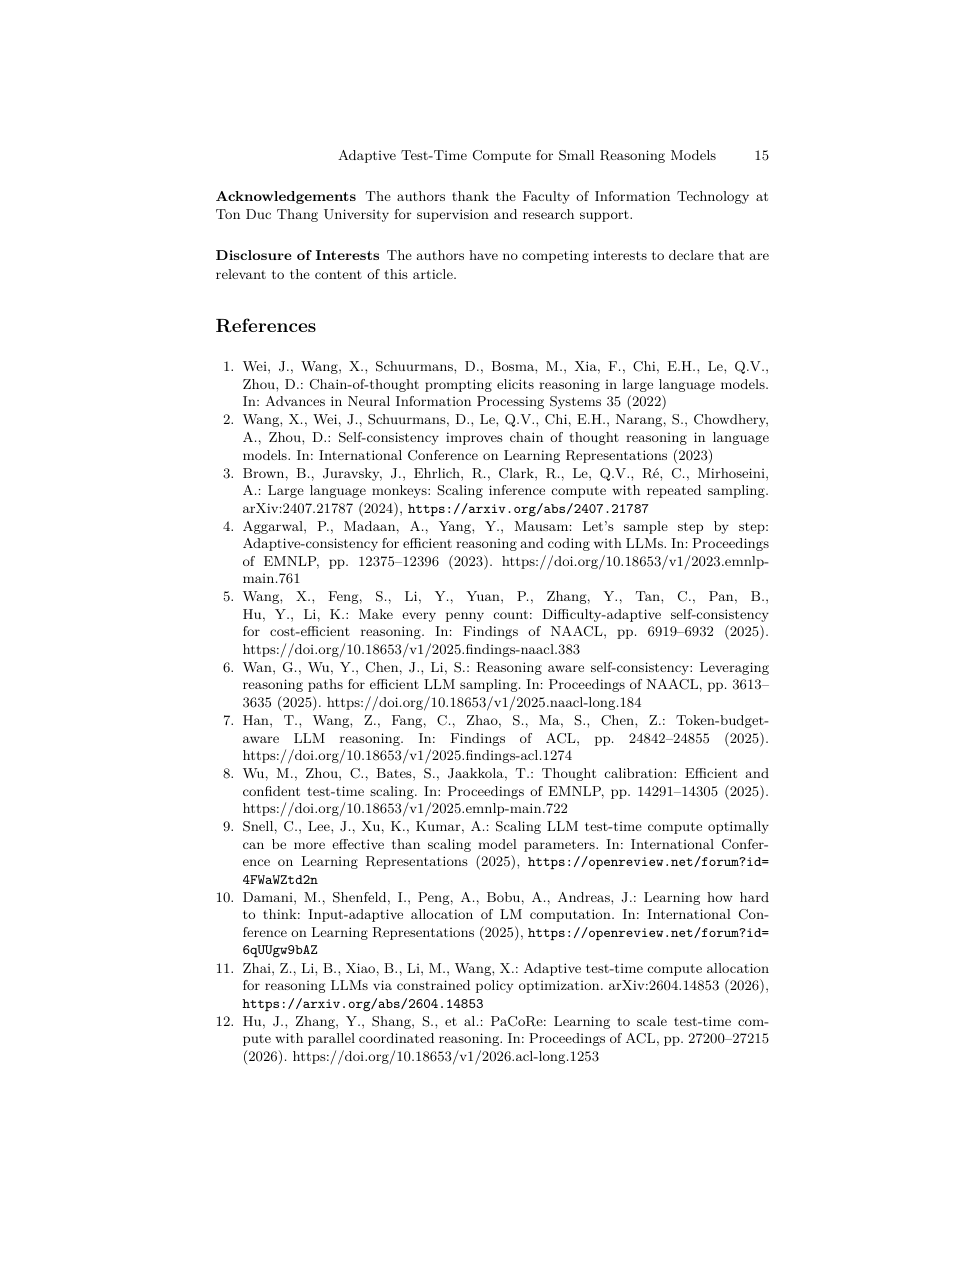 Adaptive Test-Time Compute for Small Reasoning Models 15
Acknowledgements The authors thank the Faculty of Information Technology at
Ton Duc Thang University for supervision and research support.
Disclosure of Interests The authors have no competing interests to declare that are
relevant to the content of this article.
References
1. Wei, J., Wang, X., Schuurmans, D., Bosma, M., Xia, F., Chi, E.H., Le, Q.V.,
Zhou, D.: Chain-of-thought prompting elicits reasoning in large language models.
In: Advances in Neural Information Processing Systems 35 (2022)
2. Wang, X., Wei, J., Schuurmans, D., Le, Q.V., Chi, E.H., Narang, S., Chowdhery,
A., Zhou, D.: Self-consistency improves chain of thought reasoning in language
models. In: International Conference on Learning Representations (2023)
3. Brown, B., Juravsky, J., Ehrlich, R., Clark, R., Le, Q.V., Ré, C., Mirhoseini,
A.: Large language monkeys: Scaling inference compute with repeated sampling.
arXiv:2407.21787 (2024), https://arxiv.org/abs/2407.21787
4. Aggarwal, P., Madaan, A., Yang, Y., Mausam: Let's sample step by step:
Adaptive-consistency for efficient reasoning and coding with LLMs. In: Proceedings
of EMNLP, pp. 12375–12396 (2023). https://doi.org/10.18653/v1/2023.emnlp-
main.761
5. Wang, X., Feng, S., Li, Y., Yuan, P., Zhang, Y., Tan, C., Pan, B.,
Hu, Y., Li, K.: Make every penny count: Difficulty-adaptive self-consistency
for cost-efficient reasoning. In: Findings of NAACL, pp. 6919–6932 (2025).
https://doi.org/10.18653/v1/2025.findings-naacl.383
6. Wan, G., Wu, Y., Chen, J., Li, S.: Reasoning aware self-consistency: Leveraging
reasoning paths for efficient LLM sampling. In: Proceedings of NAACL, pp. 3613–
3635 (2025). https://doi.org/10.18653/v1/2025.naacl-long.184
7. Han, T., Wang, Z., Fang, C., Zhao, S., Ma, S., Chen, Z.: Token-budget-
aware LLM reasoning. In: Findings of ACL, pp. 24842–24855 (2025).
https://doi.org/10.18653/v1/2025.findings-acl.1274
8. Wu, M., Zhou, C., Bates, S., Jaakkola, T.: Thought calibration: Efficient and
confident test-time scaling. In: Proceedings of EMNLP, pp. 14291–14305 (2025).
https://doi.org/10.18653/v1/2025.emnlp-main.722
9. Snell, C., Lee, J., Xu, K., Kumar, A.: Scaling LLM test-time compute optimally
can be more effective than scaling model parameters. In: International Confer-
ence on Learning Representations (2025), https://openreview.net/forum?id=
4FWaWZtd2n
10. Damani, M., Shenfeld, I., Peng, A., Bobu, A., Andreas, J.: Learning how hard
to think: Input-adaptive allocation of LM computation. In: International Con-
ference on Learning Representations (2025), https://openreview.net/forum?id=
6qUUgw9bAZ
11. Zhai, Z., Li, B., Xiao, B., Li, M., Wang, X.: Adaptive test-time compute allocation
for reasoning LLMs via constrained policy optimization. arXiv:2604.14853 (2026),
https://arxiv.org/abs/2604.14853
12. Hu, J., Zhang, Y., Shang, S., et al.: PaCoRe: Learning to scale test-time com-
pute with parallel coordinated reasoning. In: Proceedings of ACL, pp. 27200–27215
(2026). https://doi.org/10.18653/v1/2026.acl-long.1253